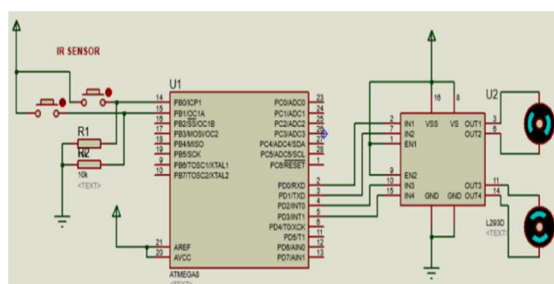 IR SENSOR
U1
14 PB0/ICP1 PC0/ADC0 23
15 PB1/OC1A PC1/ADC1 24
16 PB2/SS/OC1B PC2/ADC2 25
17 PB3/MOSI/OC2 PC3/ADC3 26
18 PB4/MISO PC4/ADC4/SDA 27
19 PB5/SCK PC5/ADC5/SCL 28
9 PB6/TOSC1/XTAL1 PC6/RESET 1
10 PB7/TOSC2/XTAL2
PD0/RXD 2
PD1/TXD 3
PD2/INT0 4
PD3/INT1 5
PD4/T0/XCK 6
PD5/T1 11
21 AREF PD6/AIN0 12
20 AVCC PD7/AIN1 13
ATMEGA8
<TEXT>
R1
R2
10k
<TEXT>
U2
16 8
2 IN1 VSS VS OUT1 3
7 IN2 OUT2 6
1 EN1
9 EN2
10 IN3 OUT3 11
15 IN4 GND GND OUT4 14
L293D
<TEXT>